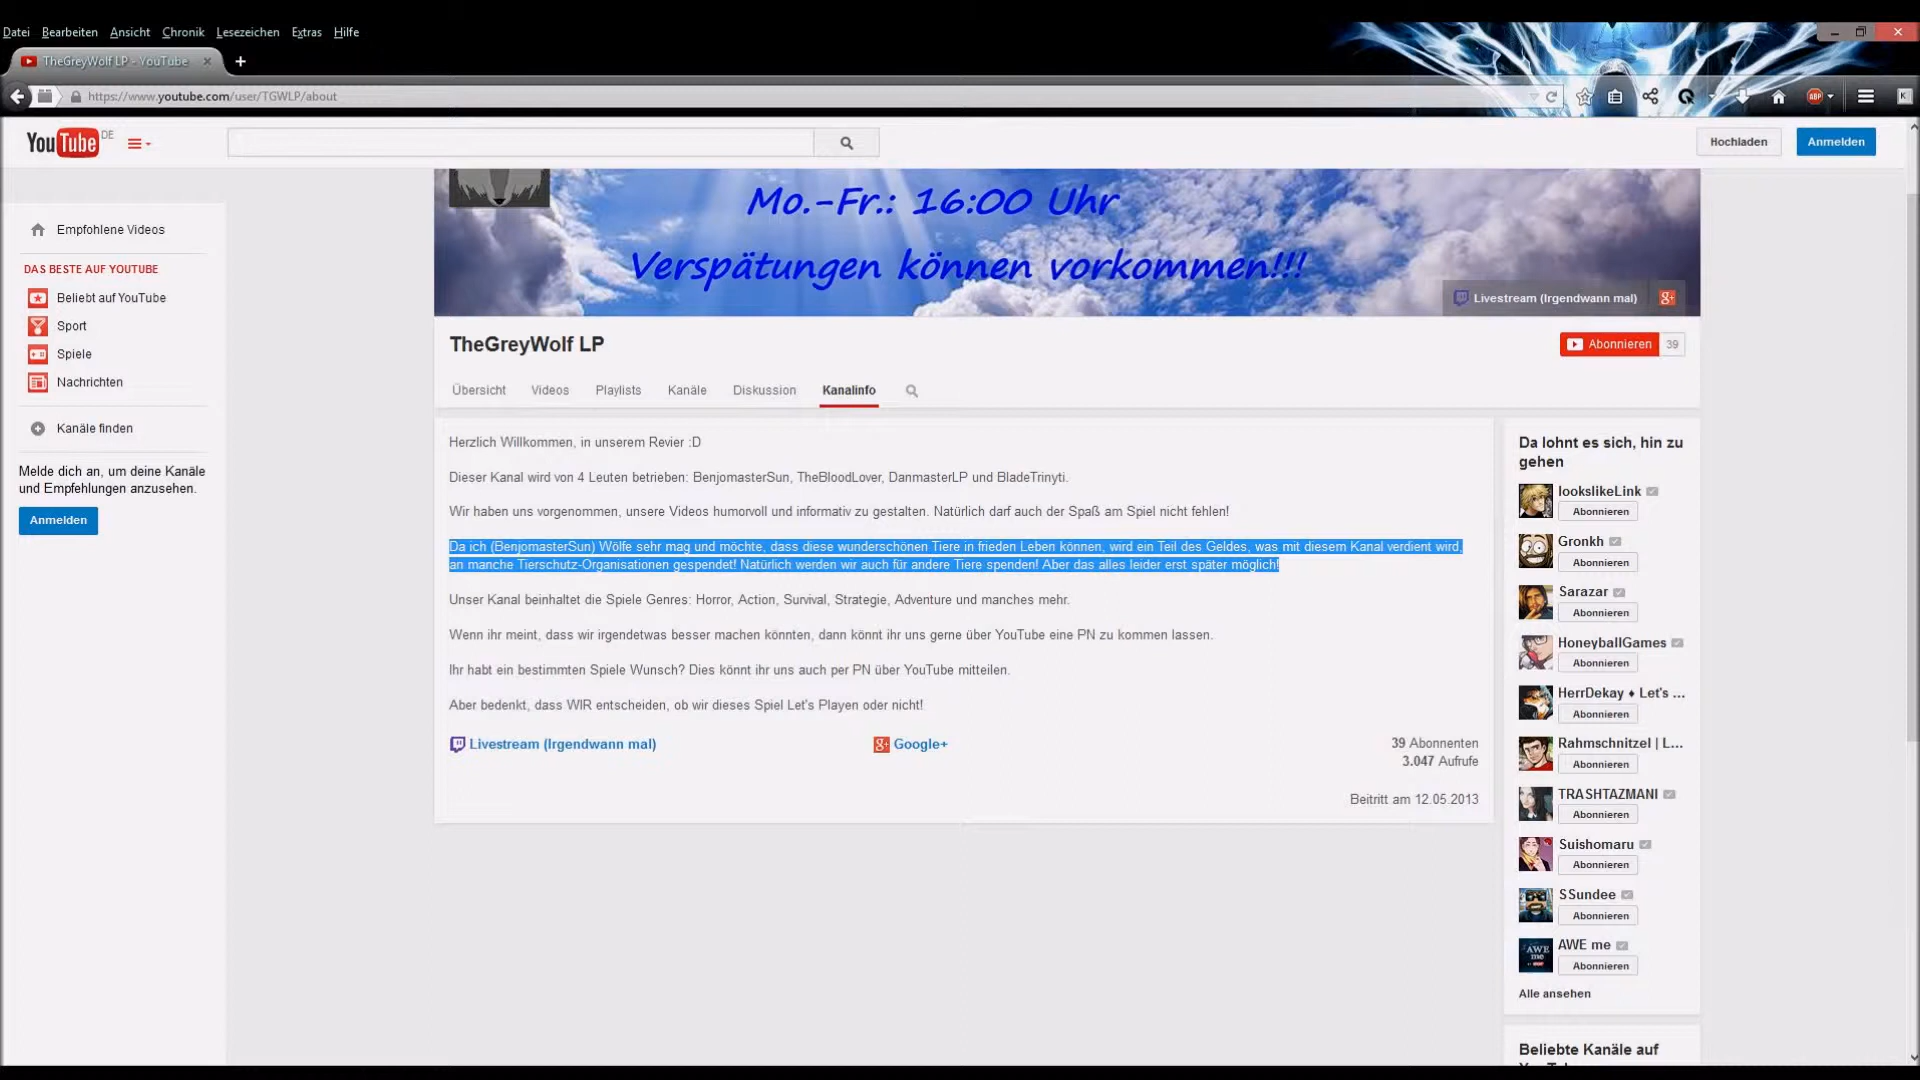 Datei Bearbeiten Ansicht Chronik Lesezeichen Extras Hilfe
TheGreyWolf LP - YouTube
https://www.youtube.com/user/TGWLP/about
ABP
YouTube DE
Hochladen
Anmelden
Mo.-Fr.: 16:00 Uhr
Verspätungen können vorkommen!!!
Livestream (Irgendwann mal)
Empfohlene Videos
DAS BESTE AUF YOUTUBE
Beliebt auf YouTube
Sport
Spiele
Nachrichten
Kanäle finden
Melde dich an, um deine Kanäle
und Empfehlungen anzusehen.
Anmelden
TheGreyWolf LP
Abonnieren 39
Übersicht Videos Playlists Kanäle Diskussion Kanalinfo
Herzlich Willkommen, in unserem Revier :D
Dieser Kanal wird von 4 Leuten betrieben: BenjomasterSun, TheBloodLover, DanmasterLP und BladeTrinyti.
Wir haben uns vorgenommen, unsere Videos humorvoll und informativ zu gestalten. Natürlich darf auch der Spaß am Spiel nicht fehlen!
Da ich (BenjomasterSun) Wölfe sehr mag und möchte, dass diese wunderschönen Tiere in frieden Leben können, wird ein Teil des Geldes, was mit diesem Kanal verdient wird,
an manche Tierschutz-Organisationen gespendet! Natürlich werden wir auch für andere Tiere spenden! Aber das alles leider erst später möglich!
Unser Kanal beinhaltet die Spiele Genres: Horror, Action, Survival, Strategie, Adventure und manches mehr.
Wenn ihr meint, dass wir irgendetwas besser machen könnten, dann könnt ihr uns gerne über YouTube eine PN zu kommen lassen.
Ihr habt ein bestimmten Spiele Wunsch? Dies könnt ihr uns auch per PN über YouTube mitteilen.
Aber bedenkt, dass WIR entscheiden, ob wir dieses Spiel Let's Playen oder nicht!
Livestream (Irgendwann mal)
Google+
39 Abonnenten
3.047 Aufrufe
Beitritt am 12.05.2013
Da lohnt es sich, hin zu
gehen
lookslikeLink
Abonnieren
Gronkh
Abonnieren
Sarazar
Abonnieren
HoneyballGames
Abonnieren
HerrDekay ♦ Let's ...
Abonnieren
Rahmschnitzel | L...
Abonnieren
TRASHTAZMANI
Abonnieren
Suishomaru
Abonnieren
SSundee
Abonnieren
AWE me
Abonnieren
Alle ansehen
Beliebte Kanäle auf